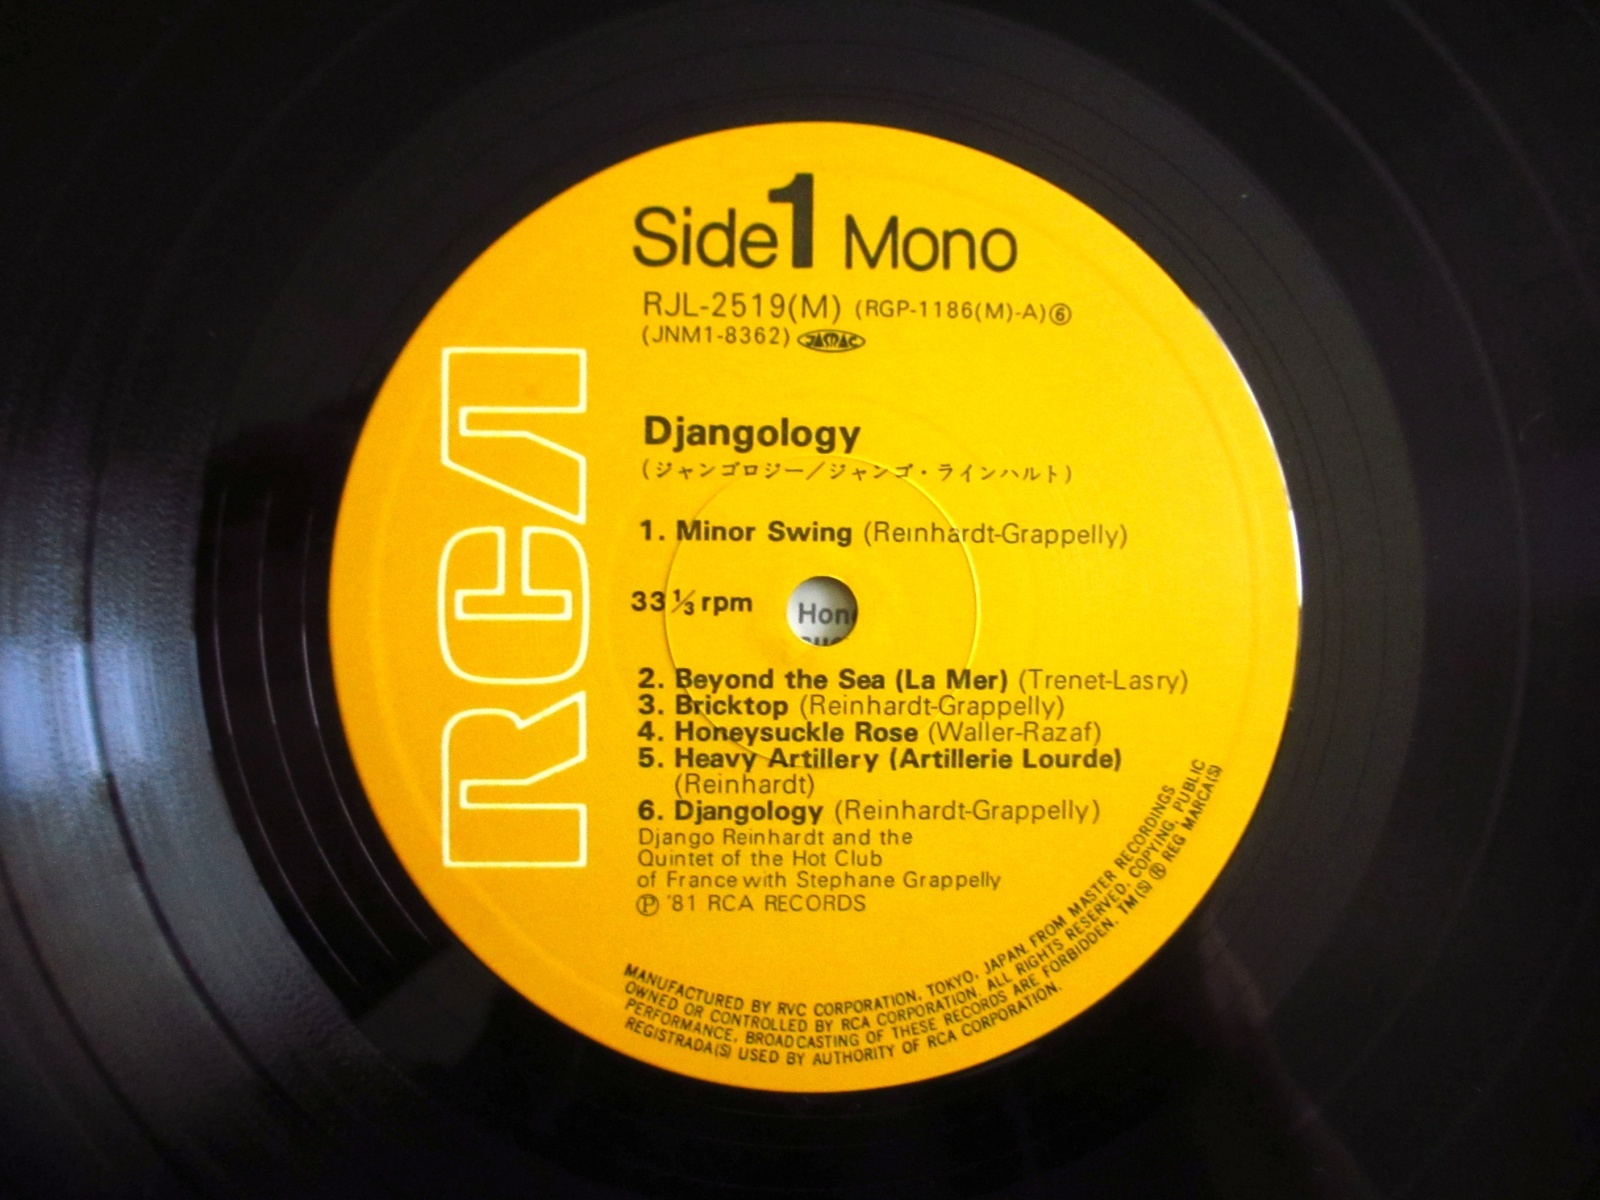 Side 1 Mono
RJL-2519(M) (RGP-1186(M)-A)⑥
(JNM1-8362) JASRAC
RCA
Djangology
(ジャンゴロジー/ジャンゴ・ラインハルト)
1. Minor Swing (Reinhardt-Grappelly)
33 1/3 rpm
Hon
2. Beyond the Sea (La Mer) (Trenet-Lasry)
3. Bricktop (Reinhardt-Grappelly)
4. Honeysuckle Rose (Waller-Razaf)
5. Heavy Artillery (Artillerie Lourde)
(Reinhardt)
6. Djangology (Reinhardt-Grappelly)
Django Reinhardt and the
Quintet of the Hot Club
of France with Stephane Grappelly
Ⓟ '81 RCA RECORDS
MANUFACTURED BY RVC CORPORATION, TOKYO, JAPAN. FROM MASTER RECORDINGS
OWNED OR CONTROLLED BY RCA CORPORATION. ALL RIGHTS RESERVED. COPYING, PUBLIC
PERFORMANCE, BROADCASTING OF THESE RECORDS ARE FORBIDDEN. TM(S) ® REG MARCA(S)
REGISTRADA(S) USED BY AUTHORITY OF RCA CORPORATION.